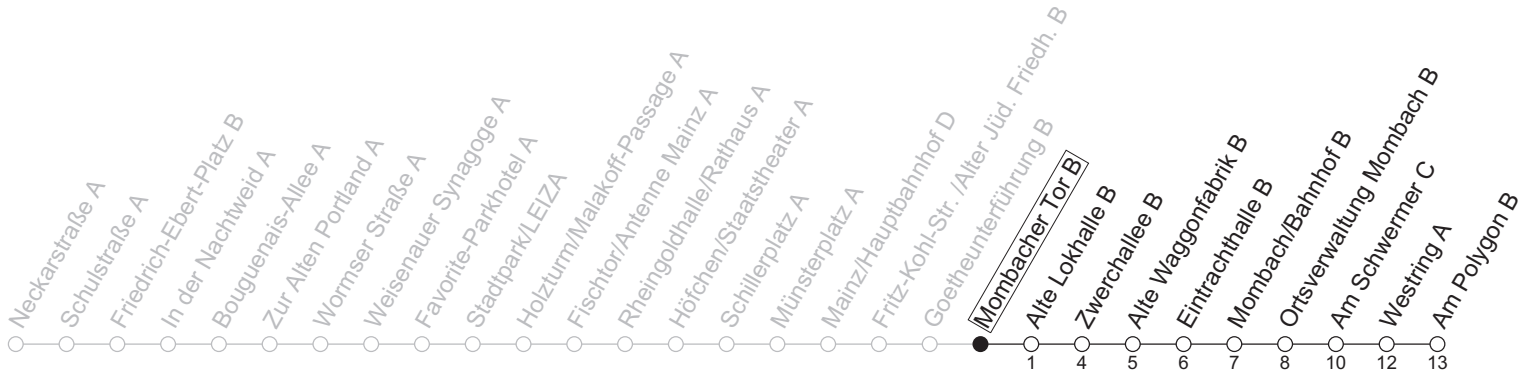 Neckarstraße A
Schulstraße A
Friedrich-Ebert-Platz B
In der Nachtweid A
Bouguenais-Allee A
Zur Alten Portland A
Wormser Straße A
Weisenauer Synagoge A
Favorite-Parkhotel A
Stadtpark/LEIZA
Holzturm/Malakoff-Passage A
Fischtor/Antenne Mainz A
Rheingoldhalle/Rathaus A
Höfchen/Staatstheater A
Schillerplatz A
Münsterplatz A
Mainz/Hauptbahnhof D
Fritz-Kohl-Str. /Alter Jüd. Friedh. B
Goetheunterführung B
Mombacher Tor B
Alte Lokhalle B
Zwerchallee B
Alte Waggonfabrik B
Eintrachthalle B
Mombach/Bahnhof B
Ortsverwaltung Mombach B
Am Schwermer C
Westring A
Am Polygon B
1 4 5 6 7 8 10 12 13